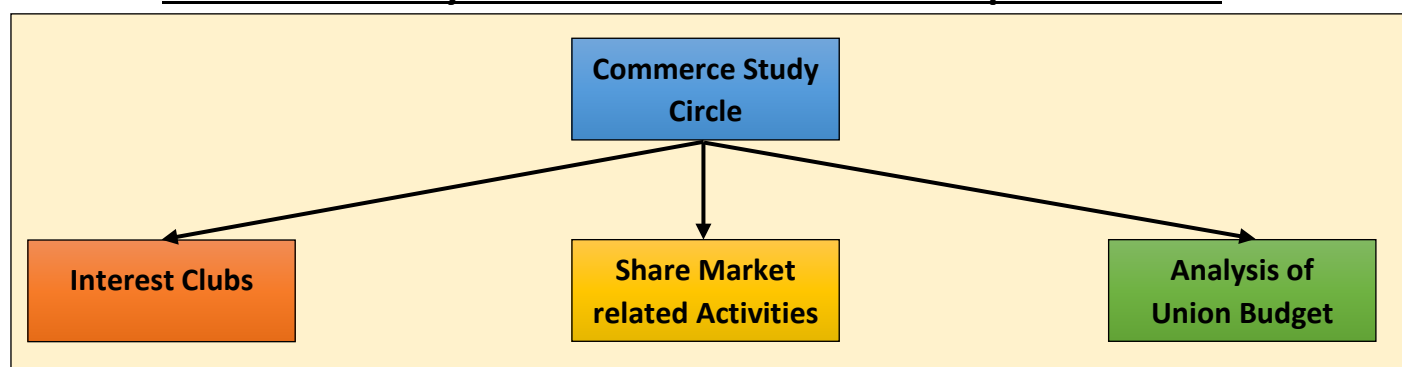 Commerce Study
Circle
Interest Clubs
Share Market
related Activities
Analysis of
Union Budget